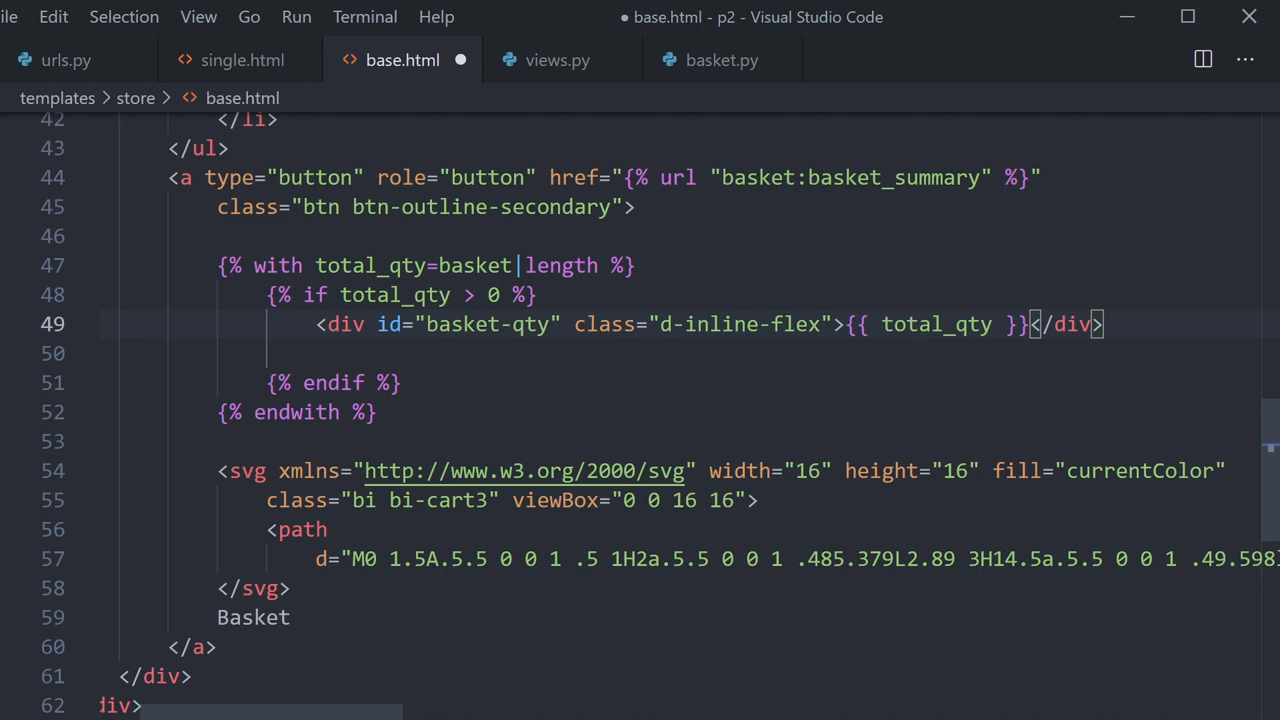 ile Edit Selection View Go Run Terminal Help ● base.html - p2 - Visual Studio Code
urls.py <> single.html <> base.html ● views.py basket.py ...
templates > store > <> base.html
42 </li>
43 </ul>
44 <a type="button" role="button" href="{% url "basket:basket_summary" %}"
45 class="btn btn-outline-secondary">
46
47 {% with total_qty=basket|length %}
48 {% if total_qty > 0 %}
49 <div id="basket-qty" class="d-inline-flex">{{ total_qty }}</div>
50
51 {% endif %}
52 {% endwith %}
53
54 <svg xmlns="http://www.w3.org/2000/svg" width="16" height="16" fill="currentColor"
55 class="bi bi-cart3" viewBox="0 0 16 16">
56 <path
57 d="M0 1.5A.5.5 0 0 1 .5 1H2a.5.5 0 0 1 .485.379L2.89 3H14.5a.5.5 0 0 1 .49.598l
58 </svg>
59 Basket
60 </a>
61 </div>
62 div>